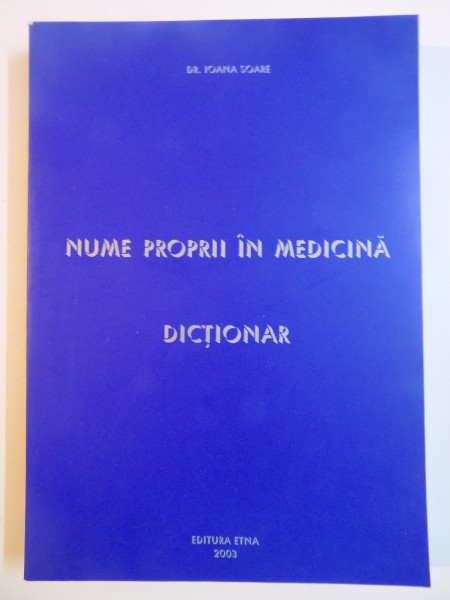 DR. IOANA SOARE
NUME PROPRII ÎN MEDICINĂ
DICȚIONAR
EDITURA ETNA
2003